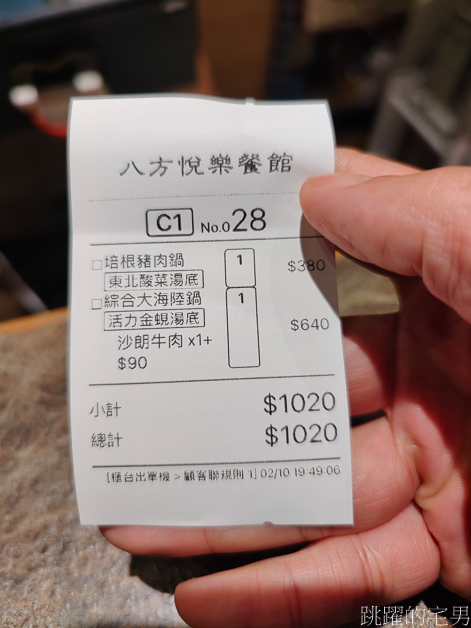 八方悅樂餐館
C1 No.028
□培根豬肉鍋 1 $380
東北酸菜湯底
□綜合大海陸鍋 1
活力金蜆湯底 $640
沙朗牛肉 x1+
$90
小計 $1020
總計 $1020
[櫃台出單機 > 顧客聯規則 1] 02/10 19:49:06
跳躍的宅男